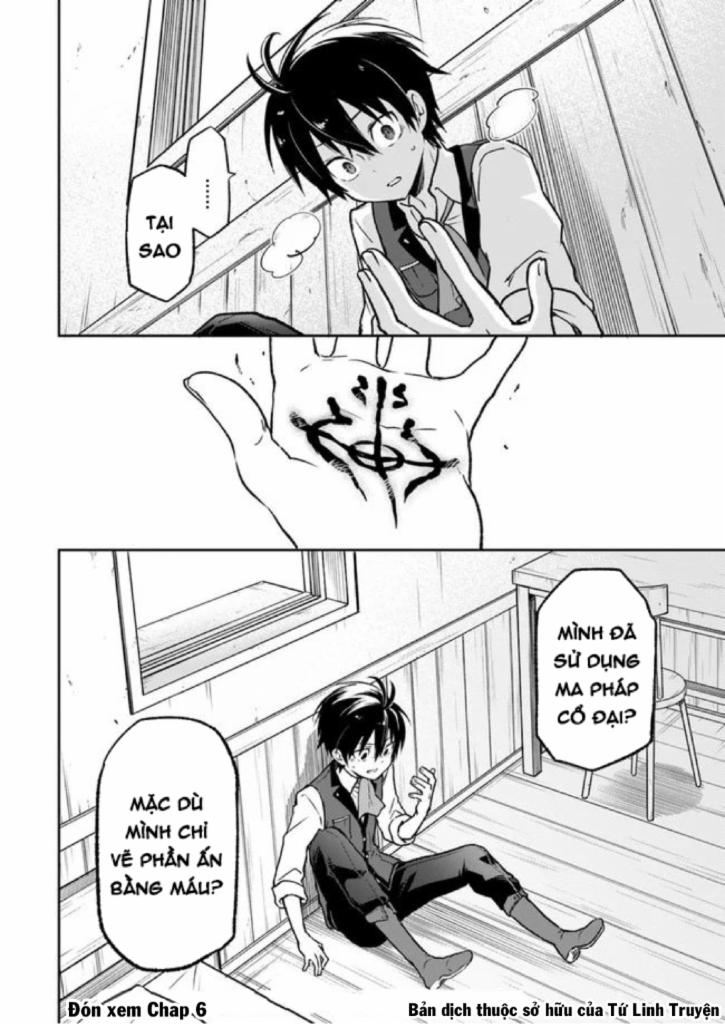 .......
TẠI
SAO
MÌNH ĐÃ
SỬ DỤNG
MA PHÁP
CỔ ĐẠI?
MẶC DÙ
MÌNH CHỈ
VẼ PHẦN ẤN
BẰNG MÁU?
Đón xem Chap 6
Bản dịch thuộc sở hữu của Tứ Linh Truyện